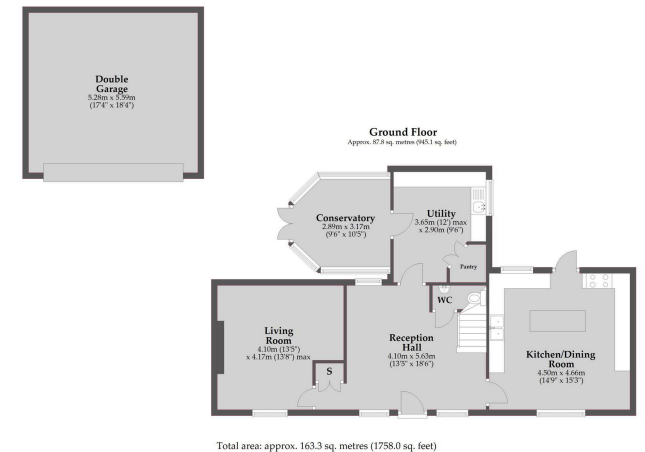 Double
Garage
5.28m x 5.59m
(17'4" x 18'4")
Ground Floor
Approx. 87.8 sq. metres (945.1 sq. feet)
Conservatory
2.89m x 3.17m
(9'6" x 10'5")
Utility
3.65m (12') max
x 2.90m (9'6")
Pantry
WC
Living
Room
4.10m (13'5")
x 4.17m (13'8") max
S
Reception
Hall
4.10m x 5.63m
(13'5" x 18'6")
Kitchen/Dining
Room
4.50m x 4.66m
(14'9" x 15'3")
Total area: approx. 163.3 sq. metres (1758.0 sq. feet)